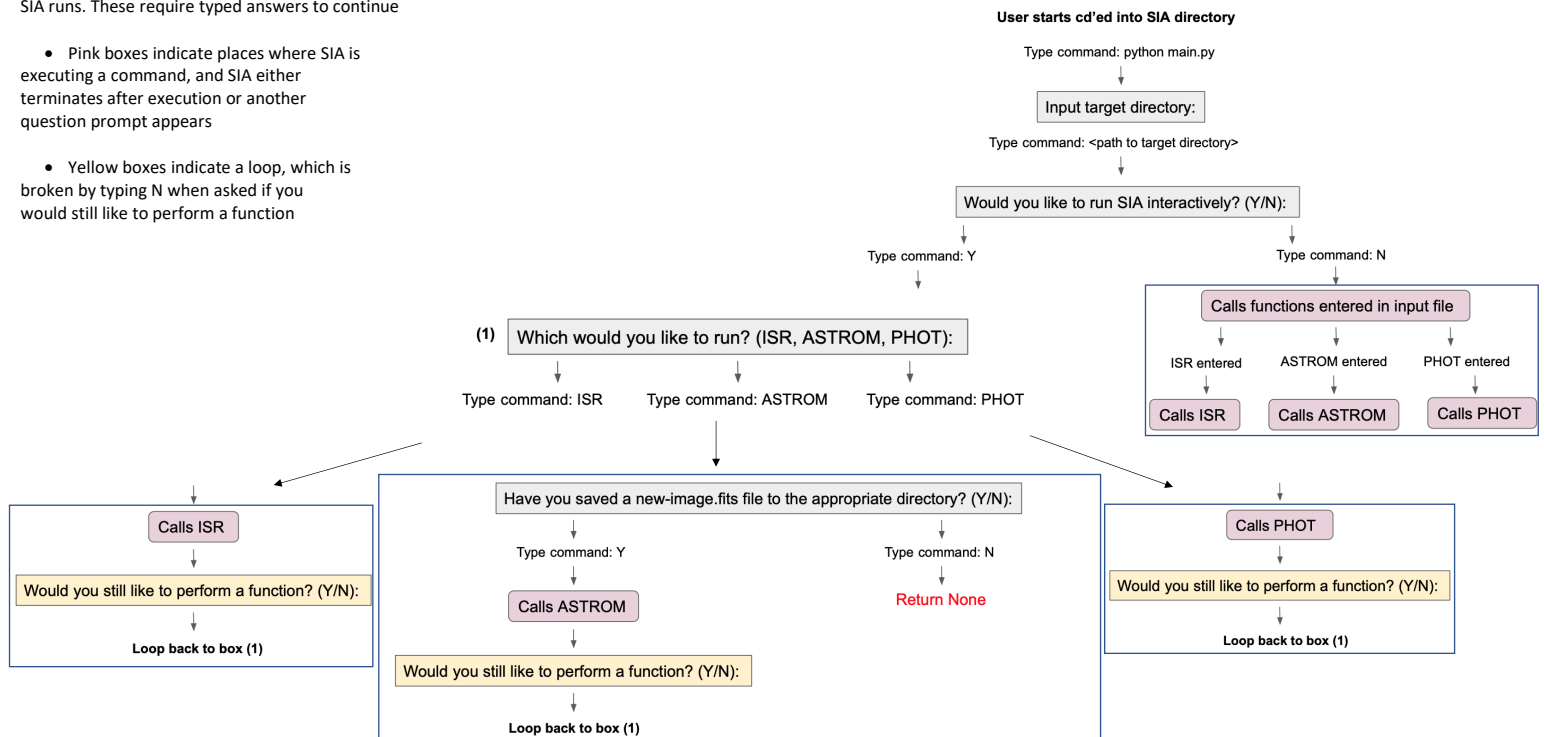 SIA runs. These require typed answers to continue
• Pink boxes indicate places where SIA is
executing a command, and SIA either
terminates after execution or another
question prompt appears
• Yellow boxes indicate a loop, which is
broken by typing N when asked if you
would still like to perform a function
User starts cd'ed into SIA directory
Type command: python main.py
Input target directory:
Type command: <path to target directory>
Would you like to run SIA interactively? (Y/N):
Type command: Y
Type command: N
Calls functions entered in input file
ISR entered
ASTROM entered
PHOT entered
Calls ISR
Calls ASTROM
Calls PHOT
(1)
Which would you like to run? (ISR, ASTROM, PHOT):
Type command: ISR
Type command: ASTROM
Type command: PHOT
Calls ISR
Would you still like to perform a function? (Y/N):
Loop back to box (1)
Have you saved a new-image.fits file to the appropriate directory? (Y/N):
Type command: Y
Type command: N
Calls ASTROM
Return None
Would you still like to perform a function? (Y/N):
Loop back to box (1)
Calls PHOT
Would you still like to perform a function? (Y/N):
Loop back to box (1)